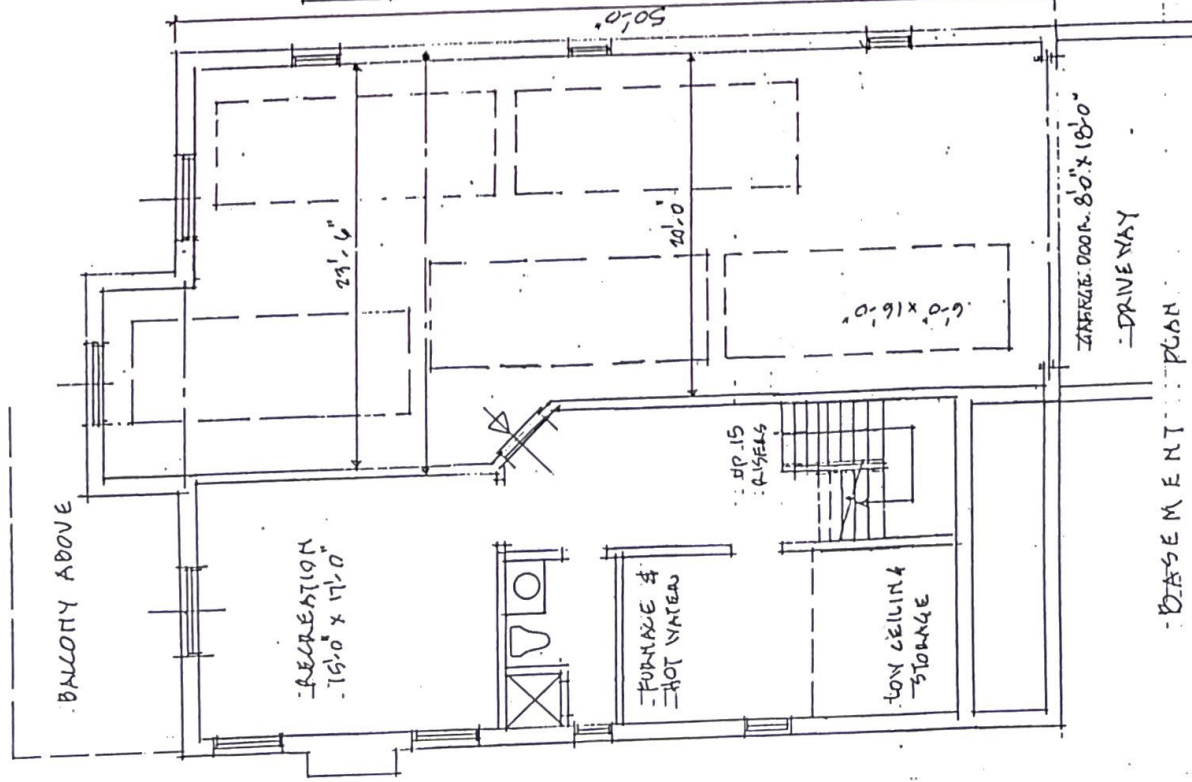 50'-0"
BALCONY ABOVE
23'-6"
20'-0"
6'-0" x 16'-0"
RECREATION
15'-0" x 17'-0"
UP 15
RISERS
FURNACE &
HOT WATER
LOW CEILING
STORAGE
GARAGE DOOR 8'-0" x 18'-0"
DRIVEWAY
BASEMENT PLAN